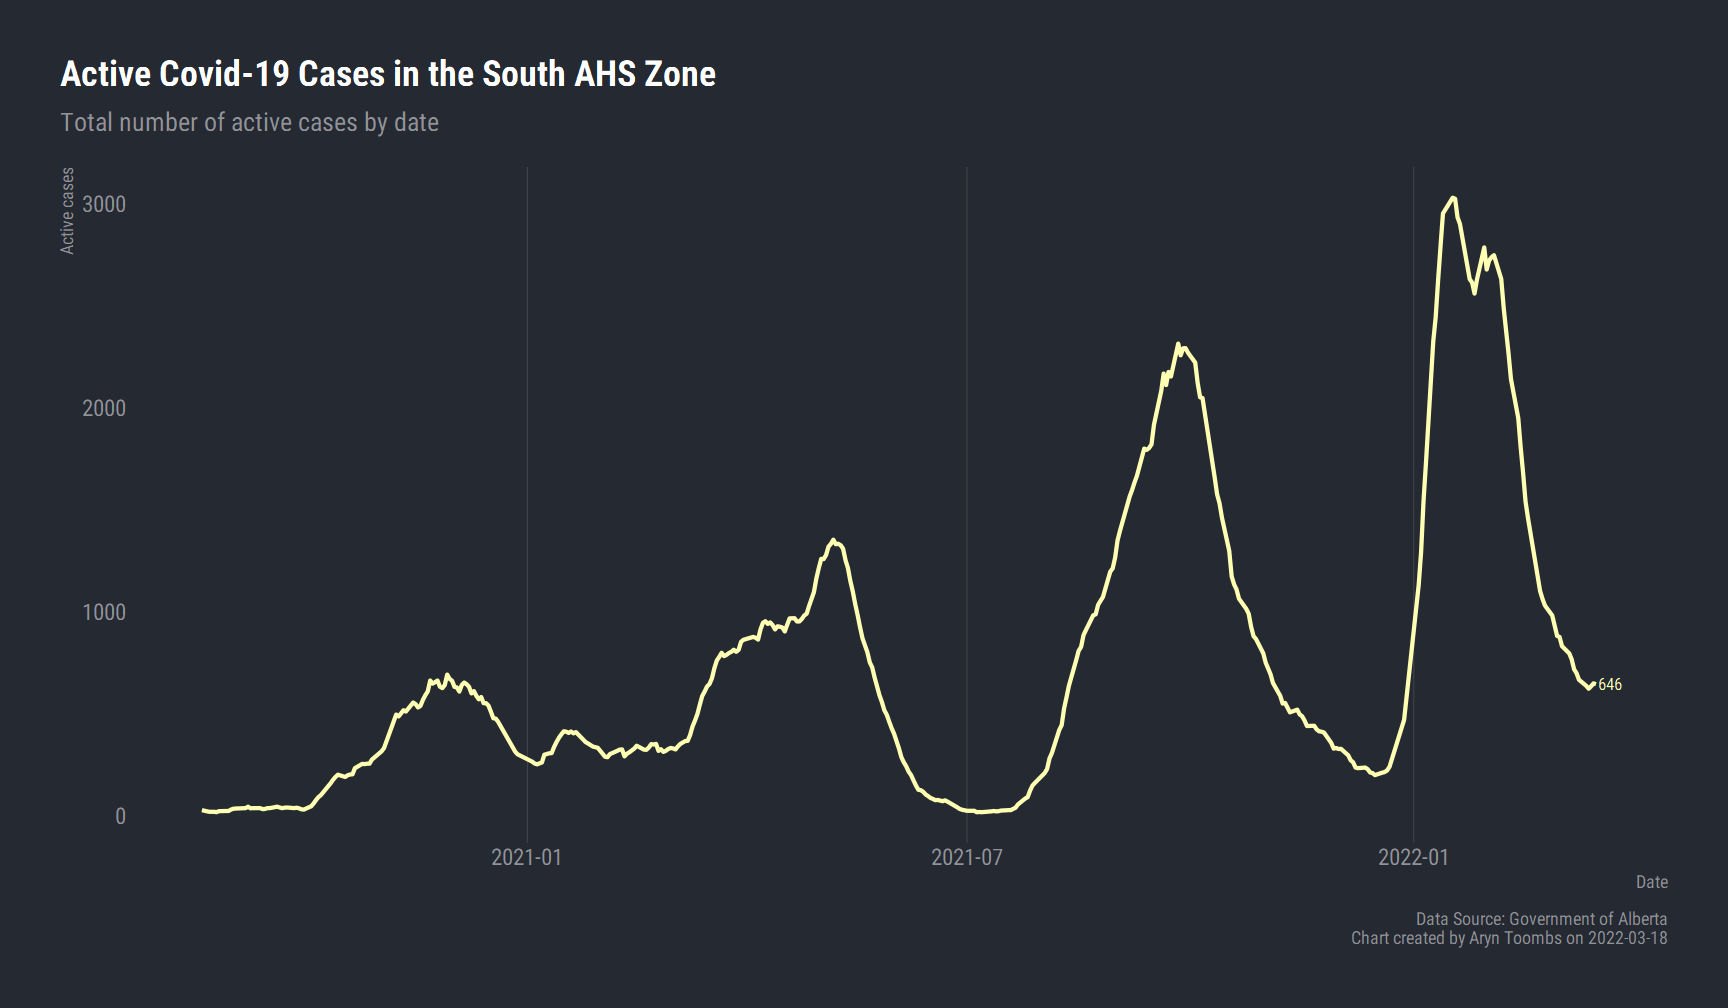 Active Covid-19 Cases in the South AHS Zone
Total number of active cases by date
Active cases
3000
2000
1000
0
646
2021-01
2021-07
2022-01
Date
Data Source: Government of Alberta
Chart created by Aryn Toombs on 2022-03-18